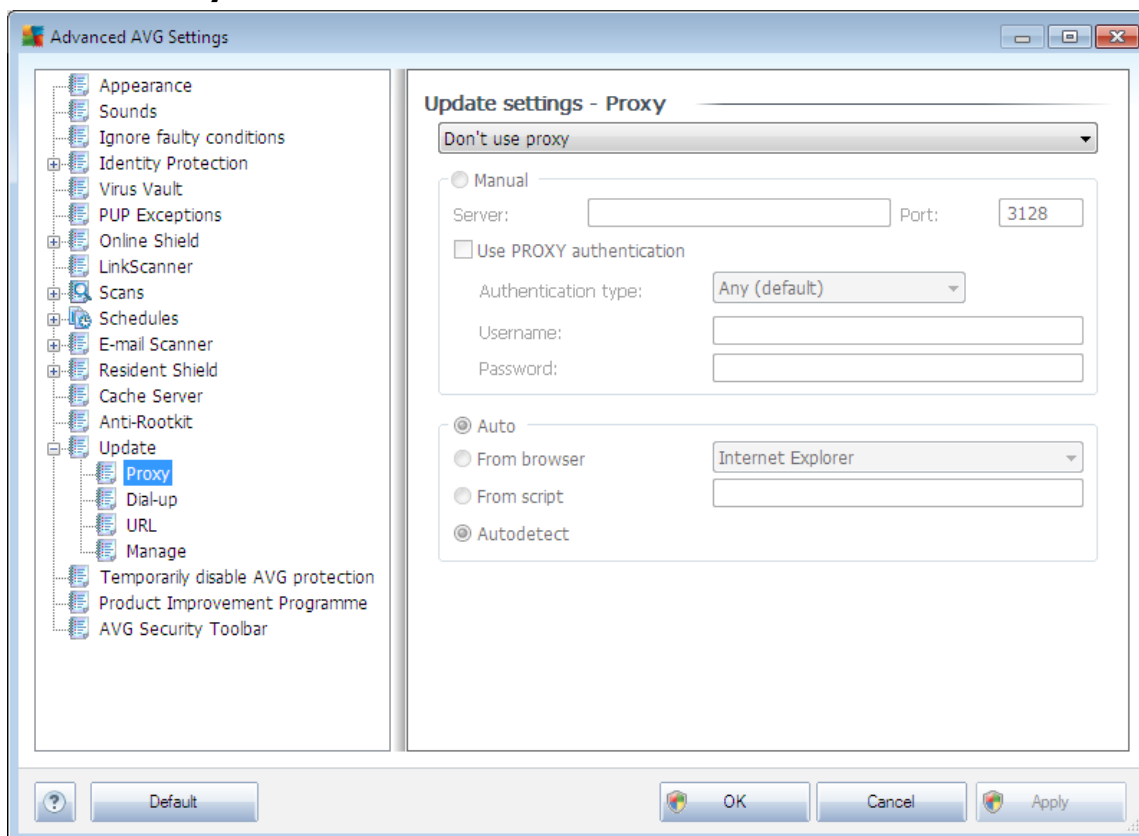 Advanced AVG Settings
Appearance
Sounds
Ignore faulty conditions
Identity Protection
Virus Vault
PUP Exceptions
Online Shield
LinkScanner
Scans
Schedules
E-mail Scanner
Resident Shield
Cache Server
Anti-Rootkit
Update
Proxy
Dial-up
URL
Manage
Temporarily disable AVG protection
Product Improvement Programme
AVG Security Toolbar
Update settings - Proxy
Don't use proxy
Manual
Server: Port: 3128
Use PROXY authentication
Authentication type: Any (default)
Username:
Password:
Auto
From browser Internet Explorer
From script
Autodetect
? Default OK Cancel Apply